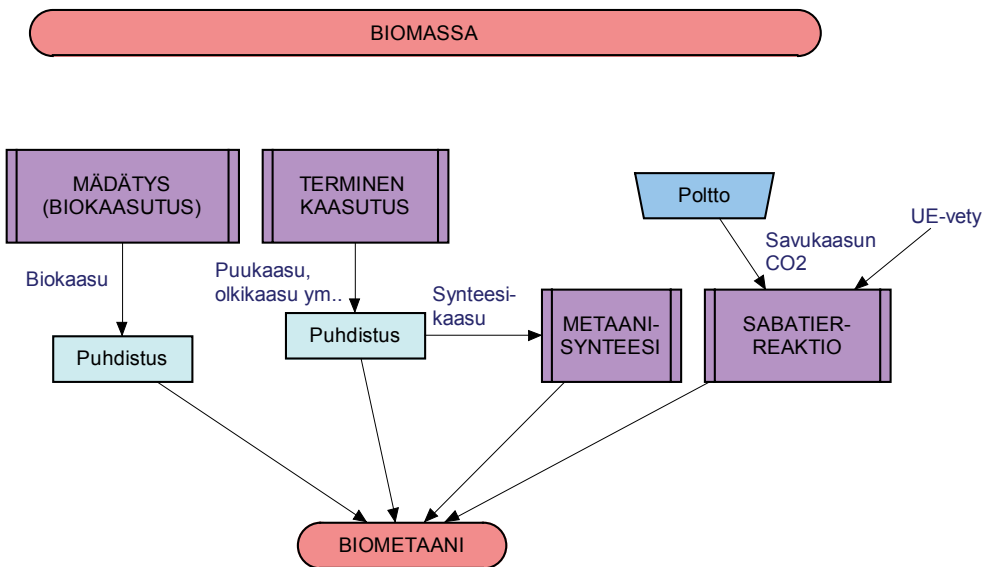 BIOMASSA
MÄDÄTYS
(BIOKAASUTUS)
TERMINEN
KAASUTUS
Poltto
UE-vety
Savukaasun
CO2
Biokaasu
Puukaasu,
olkikaasu ym..
Synteesi-
kaasu
Puhdistus
Puhdistus
METAANI-
SYNTEESI
SABATIER-
REAKTIO
BIOMETAANI